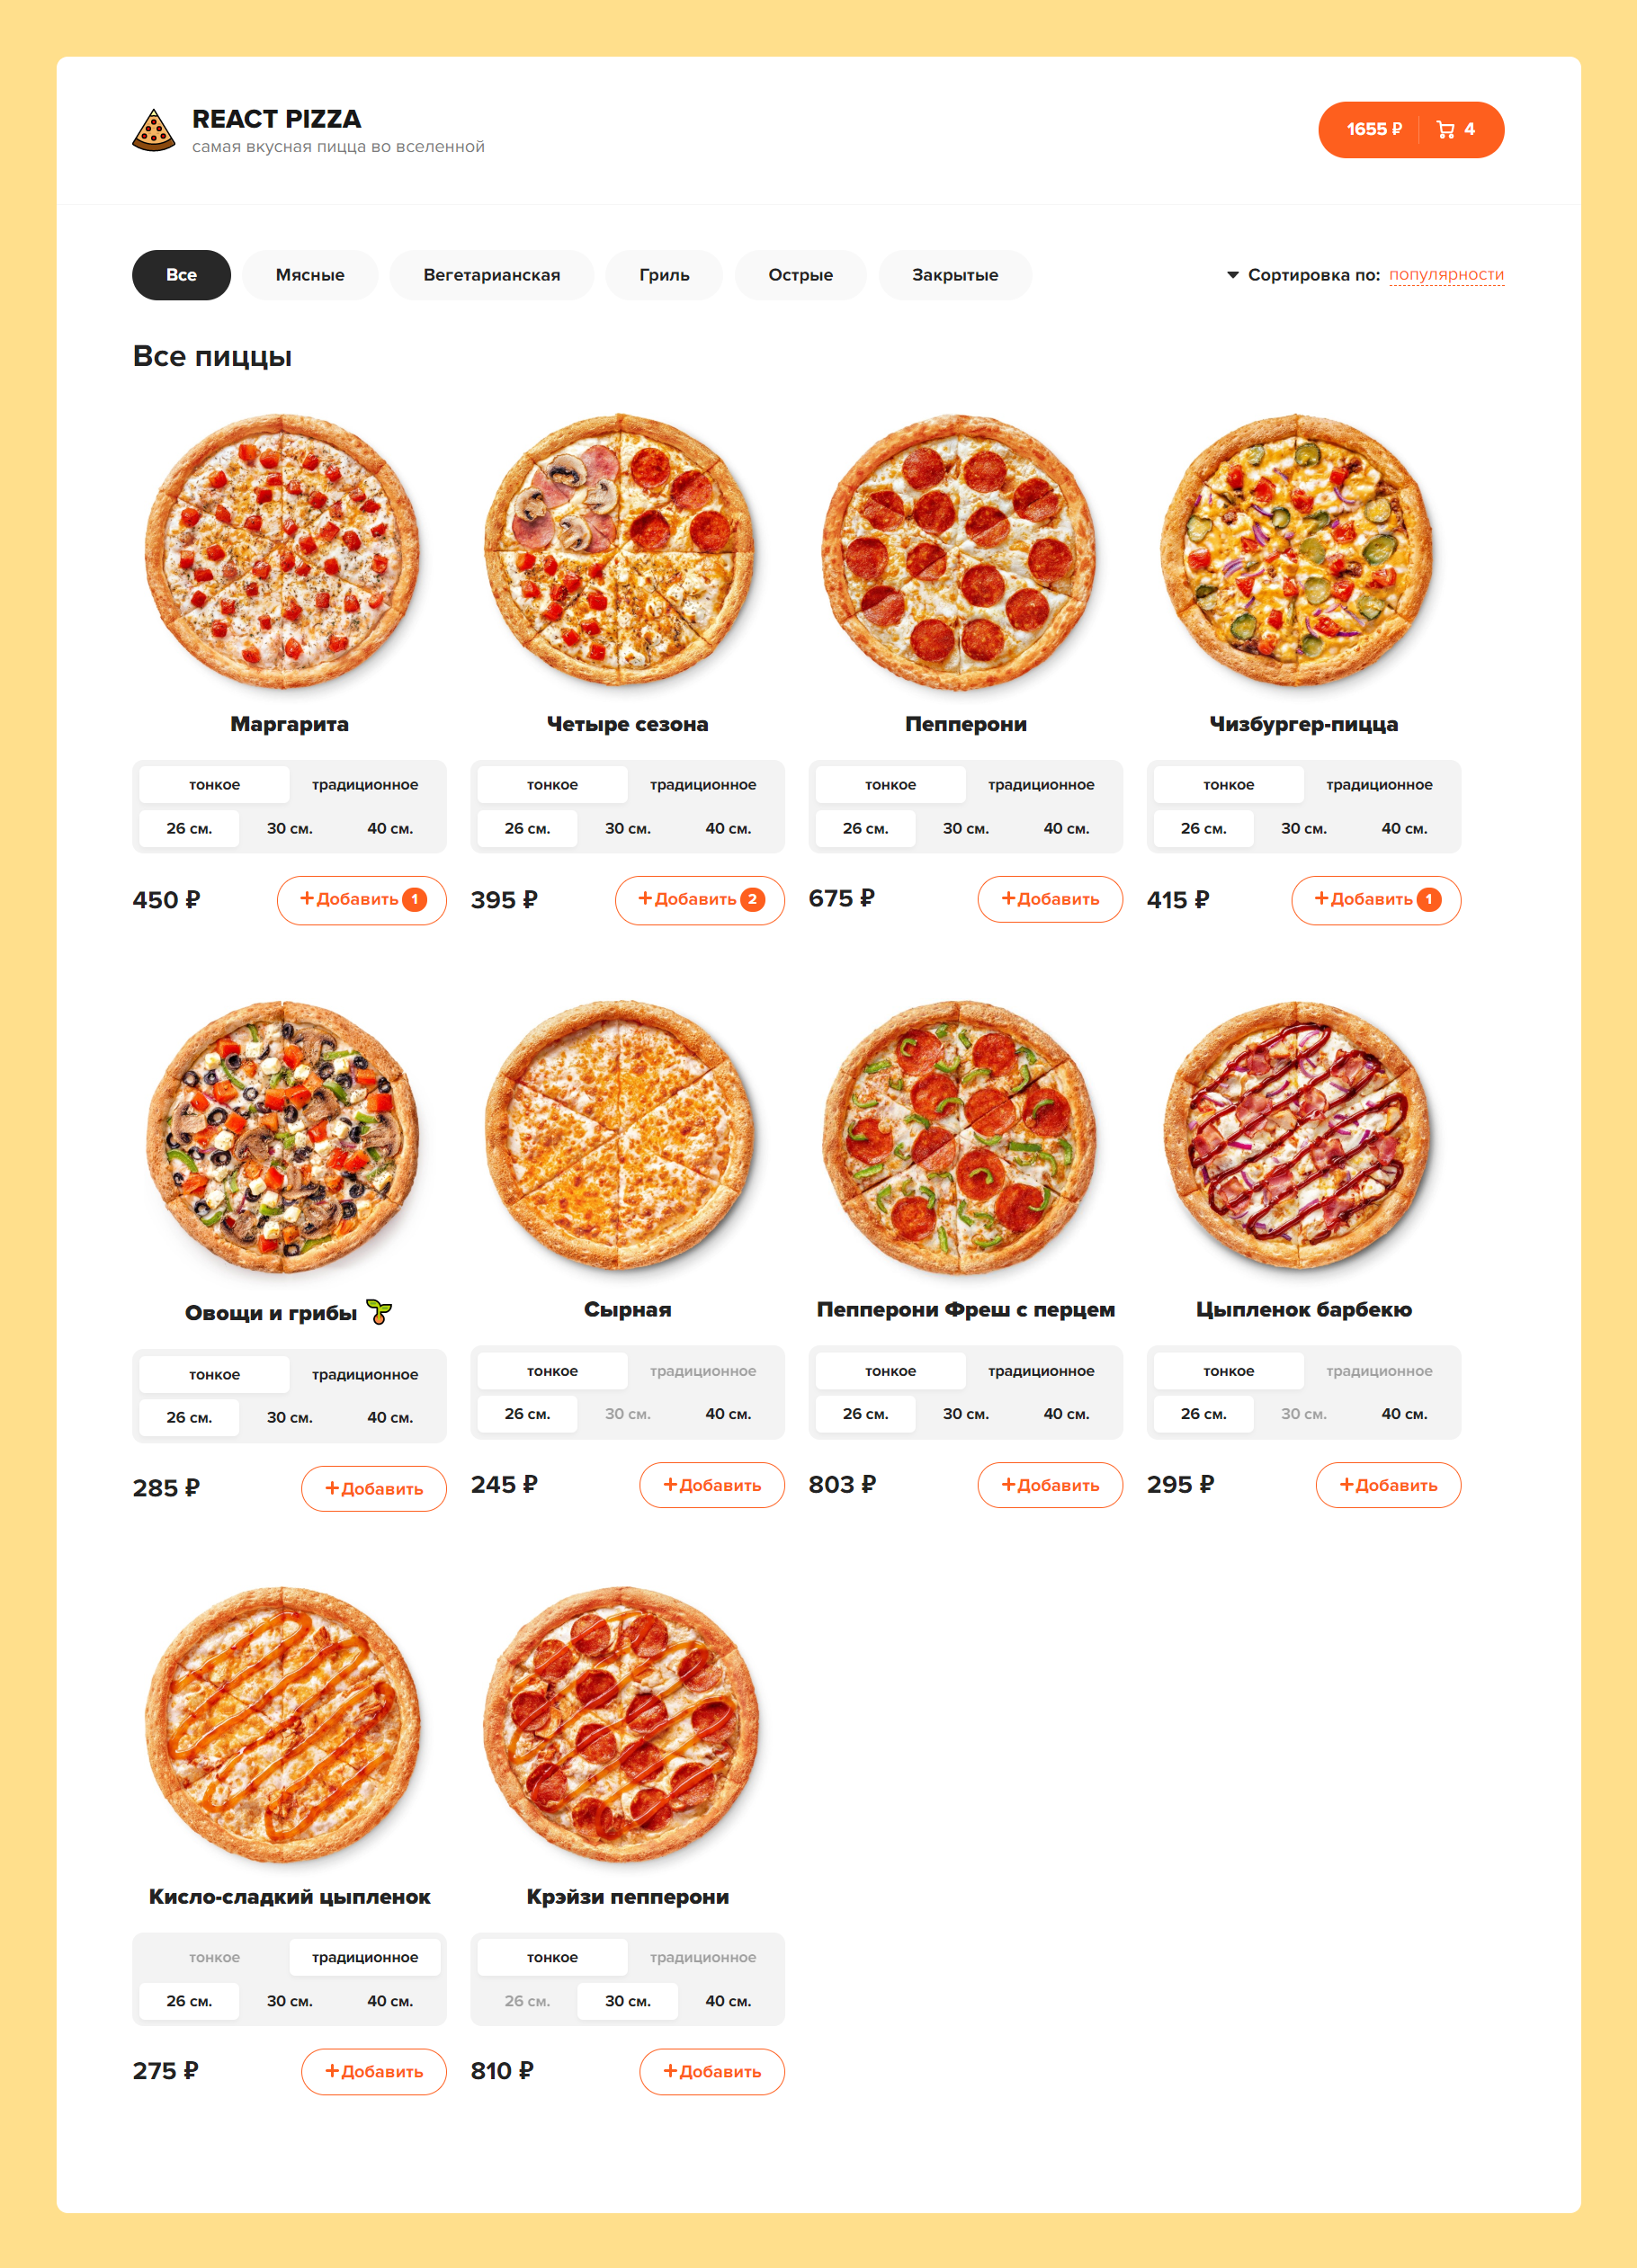 REACT PIZZA
самая вкусная пицца во вселенной
1655 ₽ 4
Все Мясные Вегетарианская Гриль Острые Закрытые Сортировка по: популярности
Все пиццы
Маргарита Четыре сезона Пепперони Чизбургер-пицца
тонкое традиционное тонкое традиционное тонкое традиционное тонкое традиционное
26 см. 30 см. 40 см. 26 см. 30 см. 40 см. 26 см. 30 см. 40 см. 26 см. 30 см. 40 см.
450 ₽ +Добавить 1 395 ₽ +Добавить 2 675 ₽ +Добавить 415 ₽ +Добавить 1
Овощи и грибы Сырная Пепперони Фреш с перцем Цыпленок барбекю
тонкое традиционное тонкое традиционное тонкое традиционное тонкое традиционное
26 см. 30 см. 40 см. 26 см. 30 см. 40 см. 26 см. 30 см. 40 см. 26 см. 30 см. 40 см.
285 ₽ +Добавить 245 ₽ +Добавить 803 ₽ +Добавить 295 ₽ +Добавить
Кисло-сладкий цыпленок Крэйзи пепперони
тонкое традиционное тонкое традиционное
26 см. 30 см. 40 см. 26 см. 30 см. 40 см.
275 ₽ +Добавить 810 ₽ +Добавить